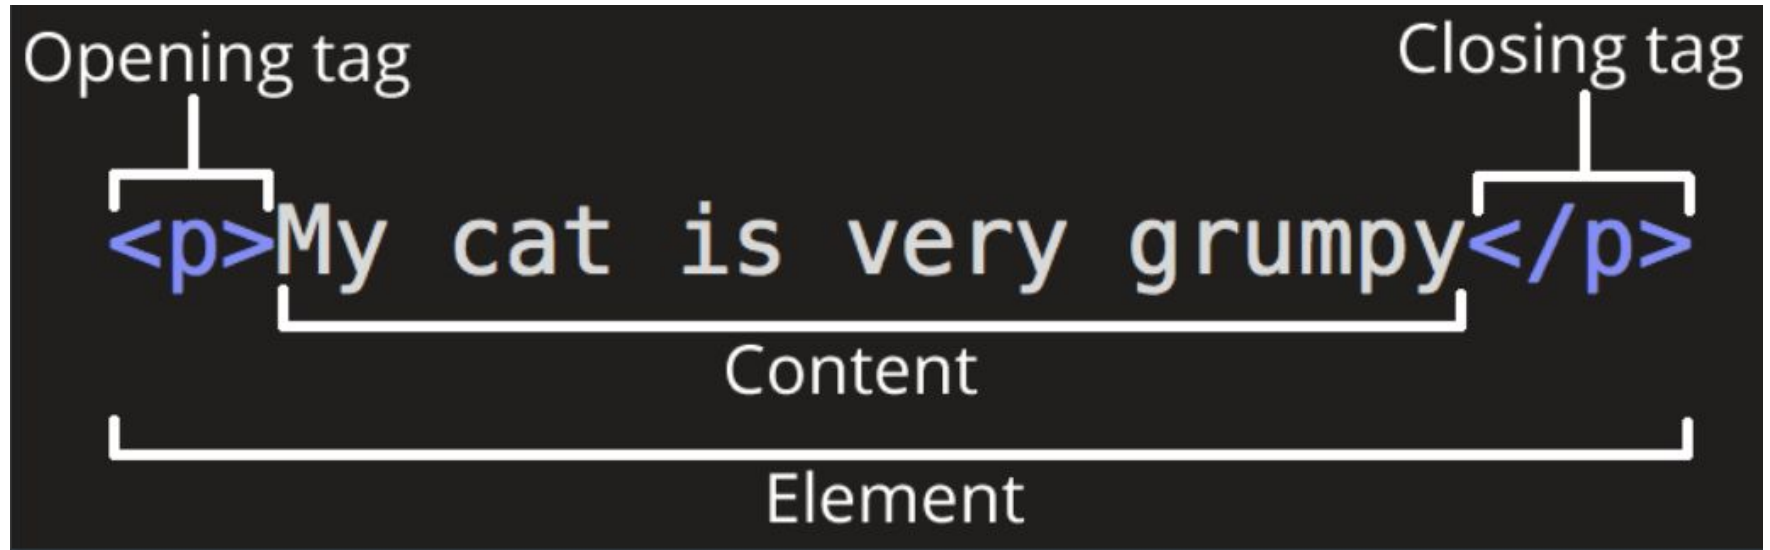 Opening tag
Closing tag
<p>My cat is very grumpy</p>
Content
Element